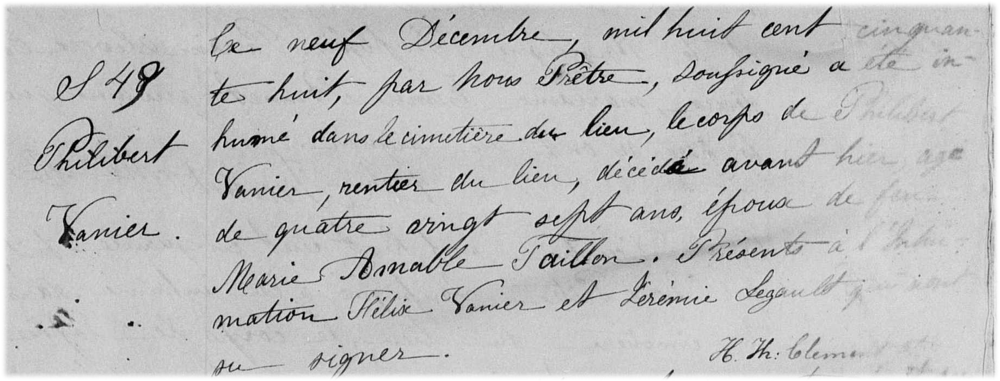 S 49
Philibert
Vanier.
Le neuf Décembre, mil huit cent cinquan-
te huit, par nous Prêtre, soussigné a été in-
humé dans le cimetière du lieu, le corps de Philibert
Vanier, rentier du lieu, décédé avant hier, age
de quatre vingt sept ans, époux de feu
Marie Amable Taillon. Présents à l'Inhu-
mation Félix Vanier et Jérémie Legault qui n'ont
su signer.
H. Th: Clement